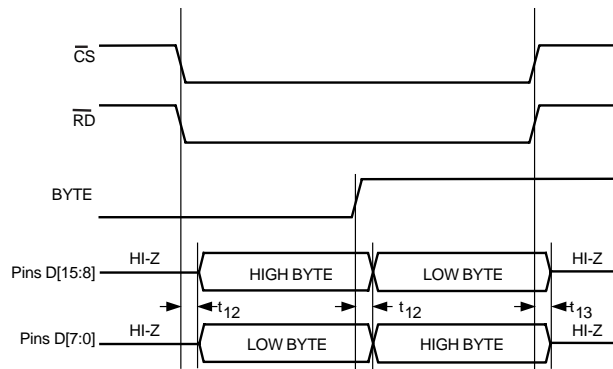 CS
RD
BYTE
HI-Z HIGH BYTE LOW BYTE HI-Z
Pins D[15:8]
t12 t12 t13
HI-Z HI-Z
Pins D[7:0] LOW BYTE HIGH BYTE